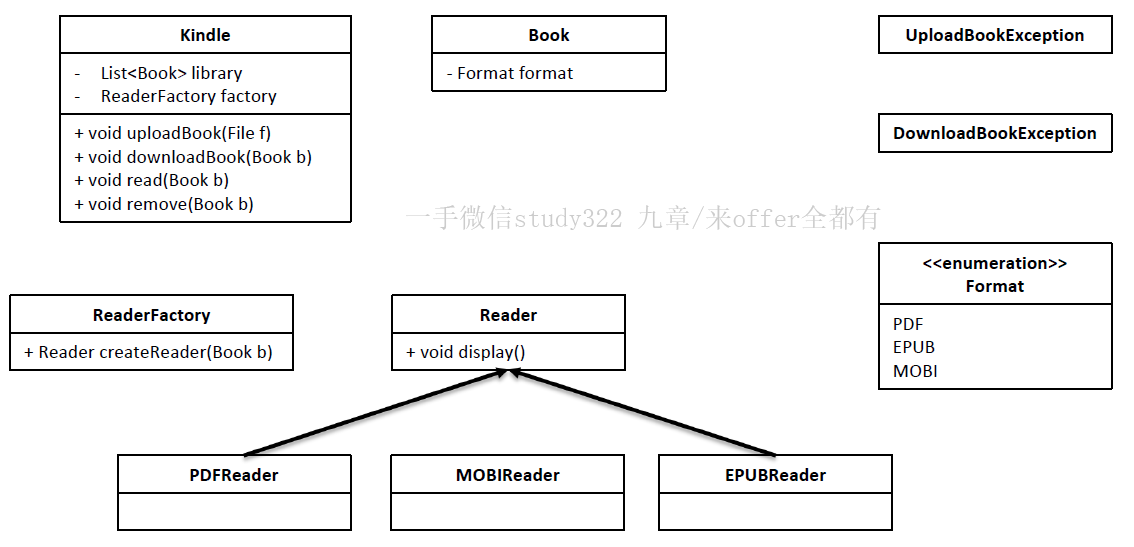 Kindle
- List<Book> library
- ReaderFactory factory
+ void uploadBook(File f)
+ void downloadBook(Book b)
+ void read(Book b)
+ void remove(Book b)
Book
- Format format
UploadBookException
DownloadBookException
一手微信study322 九章/来offer全都有
<<enumeration>>
Format
PDF
EPUB
MOBI
ReaderFactory
+ Reader createReader(Book b)
Reader
+ void display()
PDFReader
MOBIReader
EPUBReader